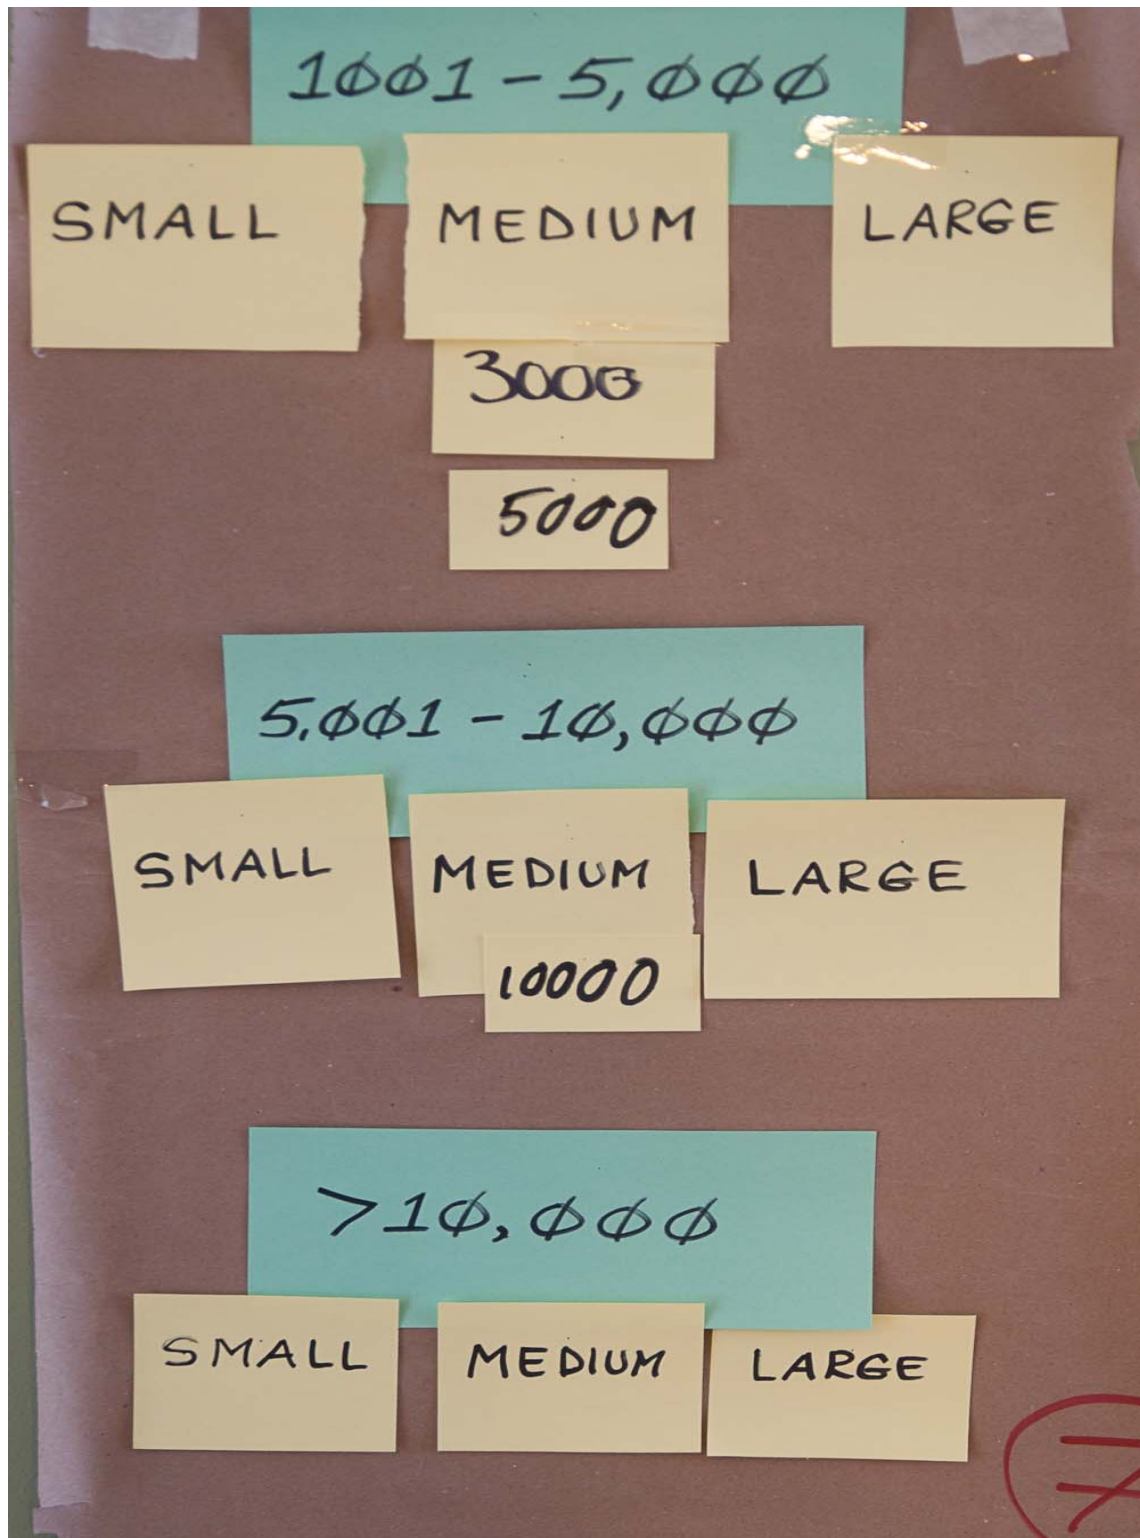 1001 - 5,000
SMALL MEDIUM LARGE
3000
5000
5,001 - 10,000
SMALL MEDIUM LARGE
10000
>10,000
SMALL MEDIUM LARGE